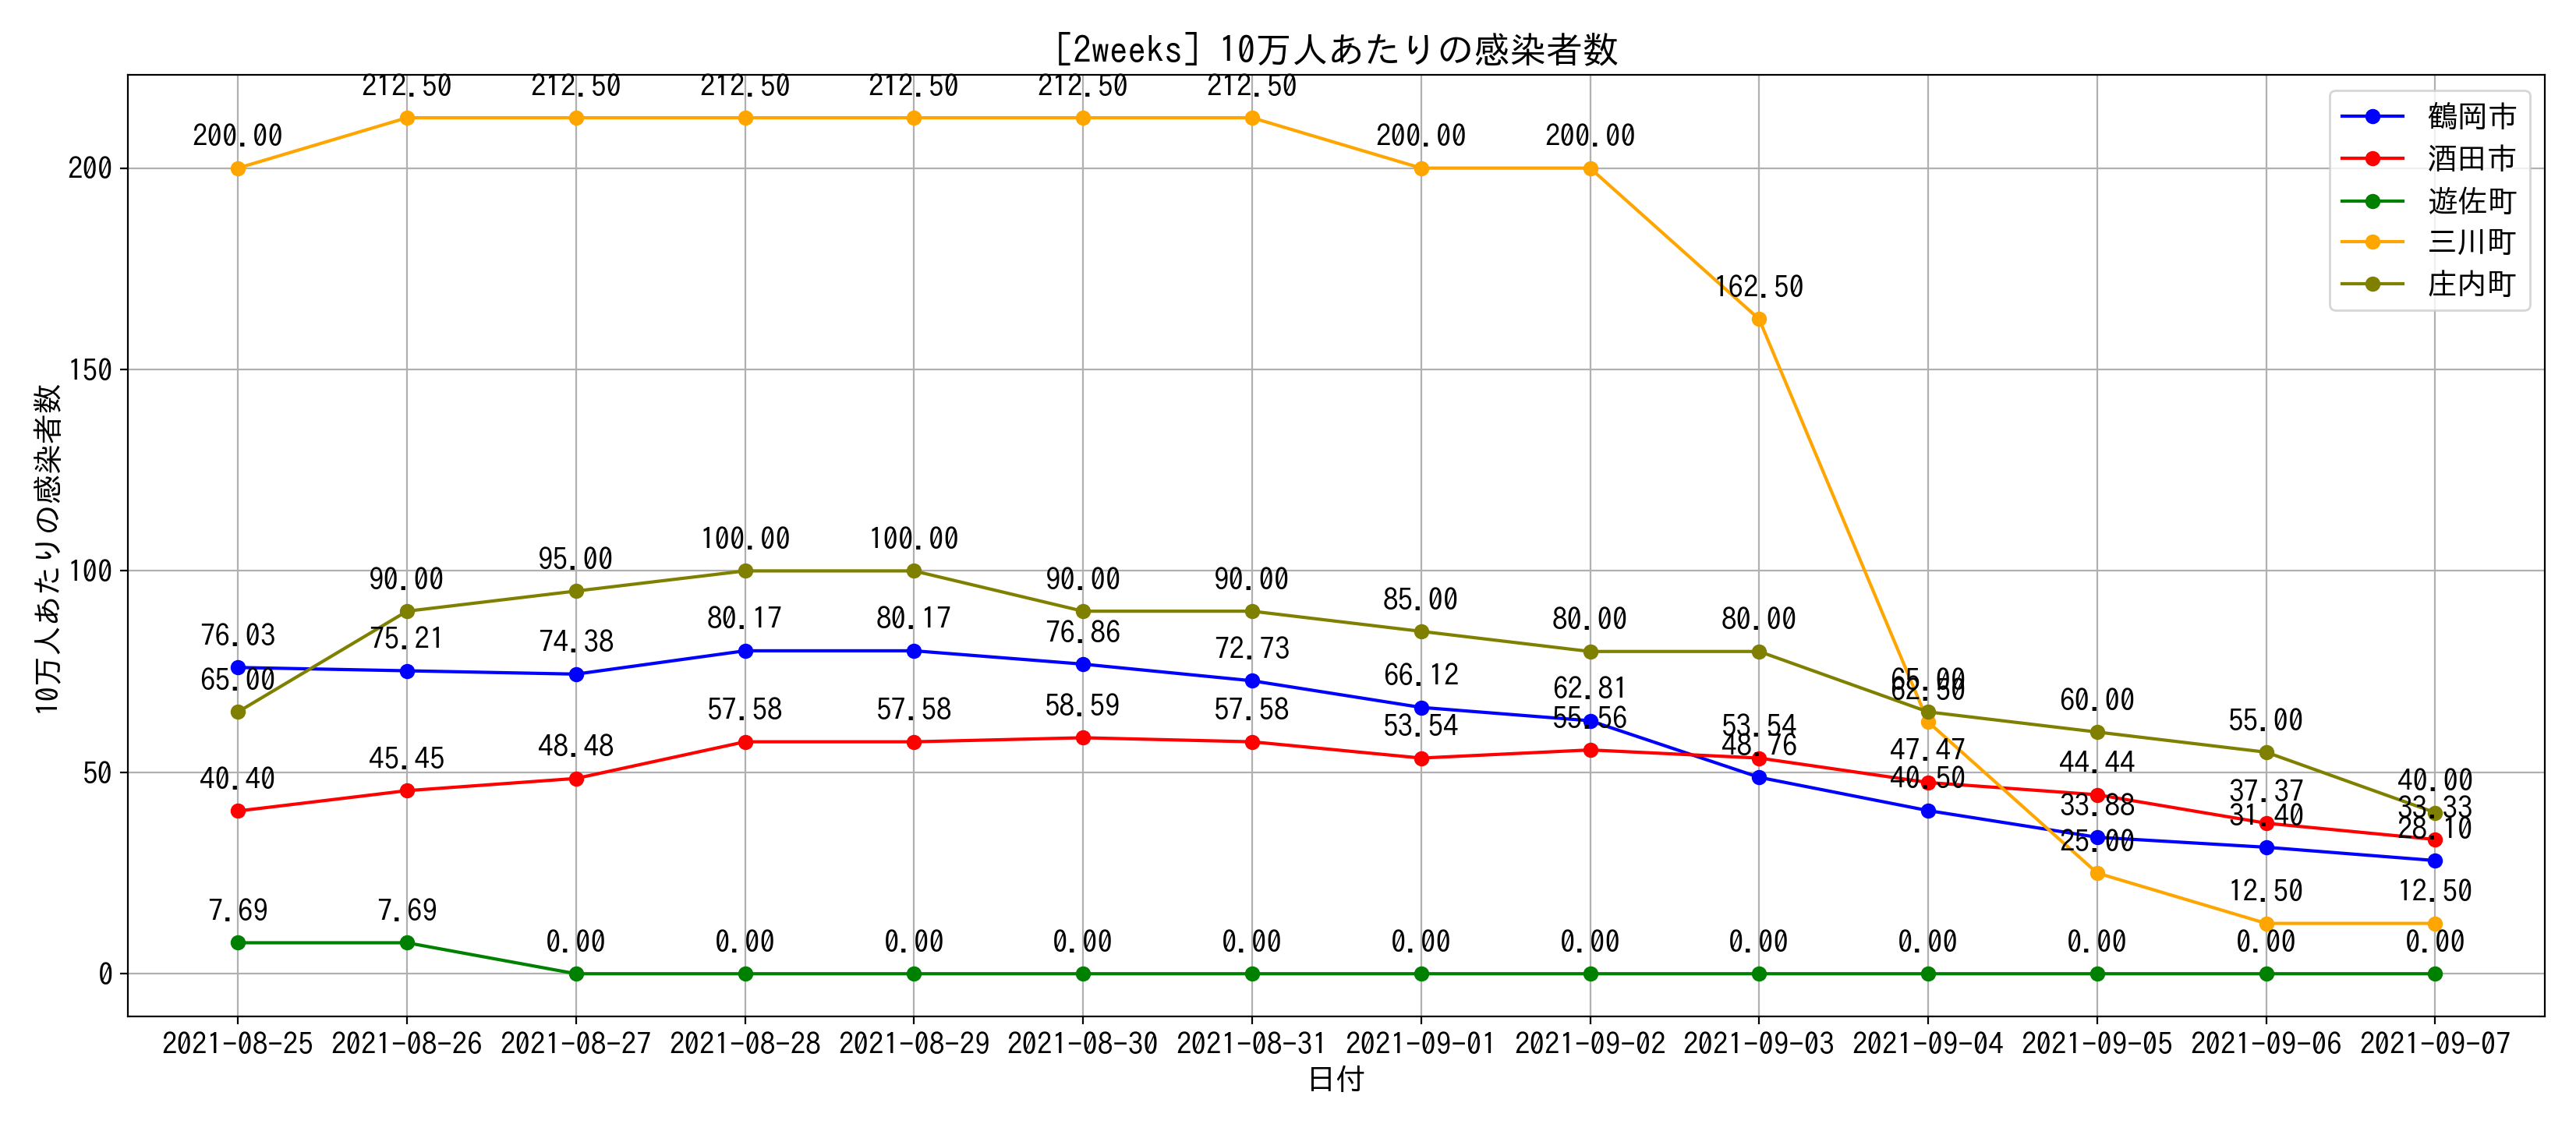 [2weeks] 10万人あたりの感染者数
10万人あたりの感染者数
200
150
100
50
0
200.00 212.50 212.50 212.50 212.50 212.50 212.50 200.00 200.00 162.50 62.50 25.00 12.50 12.50
65.00 90.00 95.00 100.00 100.00 90.00 90.00 85.00 80.00 80.00 65.00 60.00 55.00 40.00
76.03 75.21 74.38 80.17 80.17 76.86 72.73 66.12 62.81 48.76 40.50 33.88 31.40 28.10
40.40 45.45 48.48 57.58 57.58 58.59 57.58 53.54 55.56 53.54 47.47 44.44 37.37 33.33
7.69 7.69 0.00 0.00 0.00 0.00 0.00 0.00 0.00 0.00 0.00 0.00 0.00 0.00
鶴岡市
酒田市
遊佐町
三川町
庄内町
2021-08-25 2021-08-26 2021-08-27 2021-08-28 2021-08-29 2021-08-30 2021-08-31 2021-09-01 2021-09-02 2021-09-03 2021-09-04 2021-09-05 2021-09-06 2021-09-07
日付